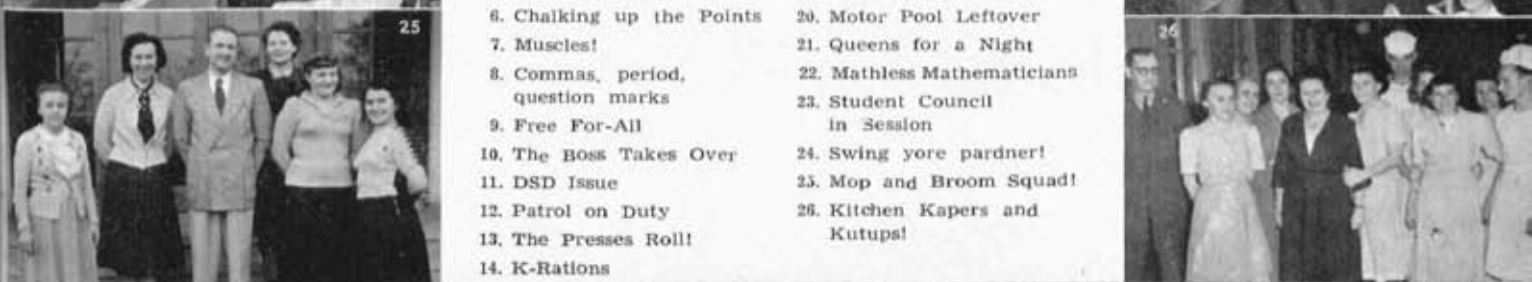 25
6. Chalking up the Points
7. Muscles!
8. Commas, period,
question marks
9. Free For-All
10. The Boss Takes Over
11. DSD Issue
12. Patrol on Duty
13. The Presses Roll!
14. K-Rations
20. Motor Pool Leftover
21. Queens for a Night
22. Mathless Mathematicians
23. Student Council
in Session
24. Swing yore pardner!
25. Mop and Broom Squad!
26. Kitchen Kapers and
Kutups!
26